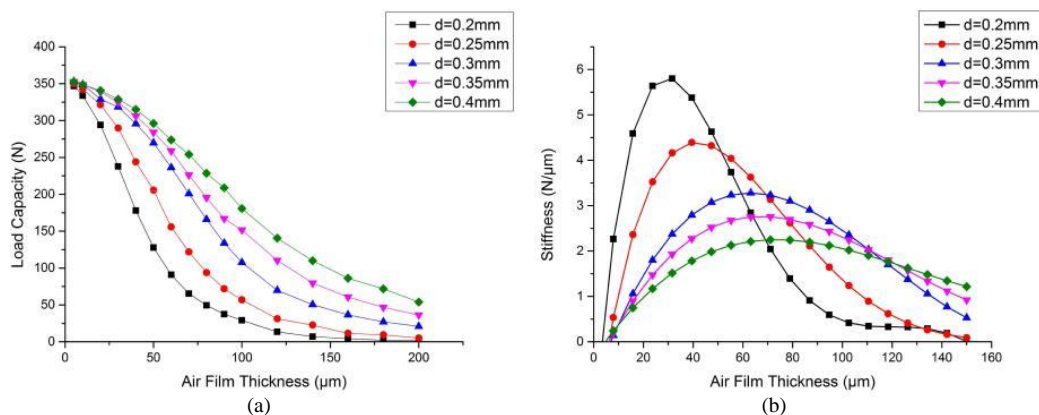 d=0.2mm
d=0.25mm
d=0.3mm
d=0.35mm
d=0.4mm
400
350
300
250
200
150
100
50
0
Load Capacity (N)
0 50 100 150 200
Air Film Thickness (μm)
(a)
d=0.2mm
d=0.25mm
d=0.3mm
d=0.35mm
d=0.4mm
6
5
4
3
2
1
0
Stiffness (N/μm)
0 20 40 60 80 100 120 140 160
Air Film Thickness (μm)
(b)